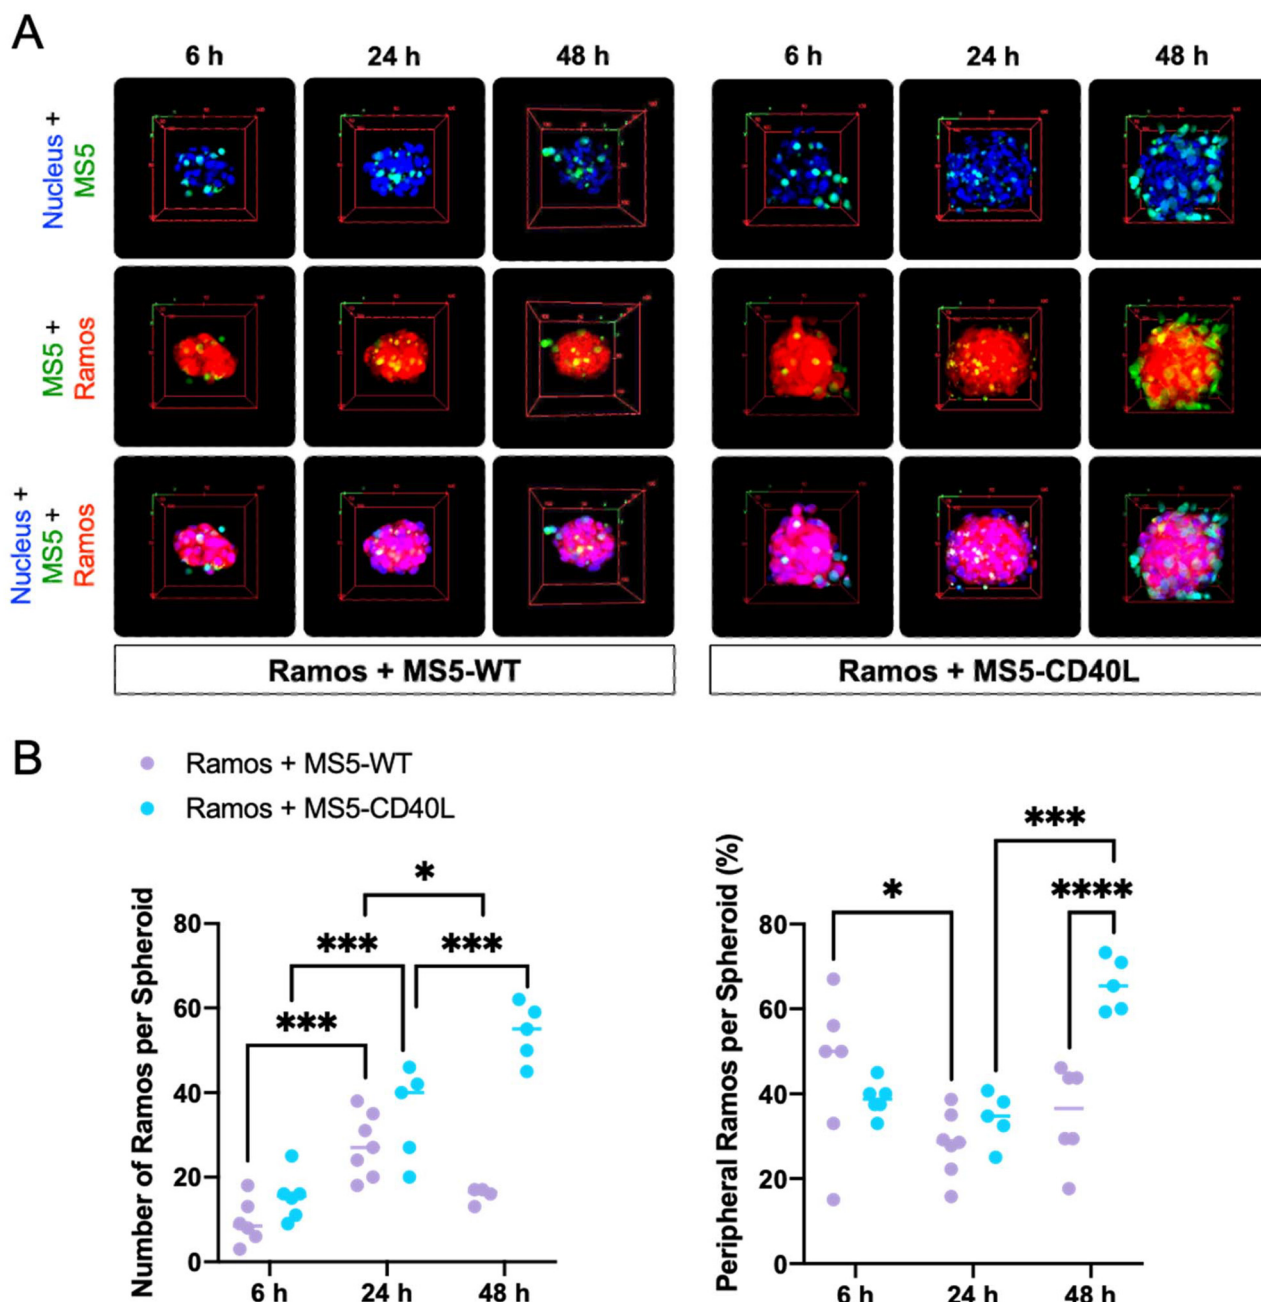 A
6 h 24 h 48 h 6 h 24 h 48 h
Nucleus +
MS5
MS5 +
Ramos
Nucleus +
MS5 +
Ramos
Ramos + MS5-WT Ramos + MS5-CD40L
B
Ramos + MS5-WT
Ramos + MS5-CD40L
Number of Ramos per Spheroid
80
60
40
20
0
*
*** ***
***
6 h 24 h 48 h
Peripheral Ramos per Spheroid (%)
80
60
40
20
0
***
* ****
6 h 24 h 48 h